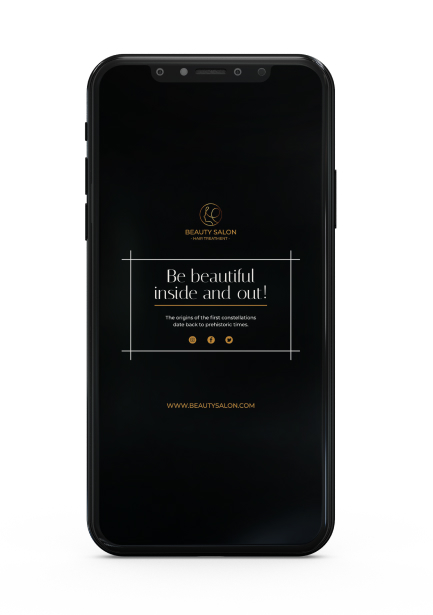 BEAUTY SALON
- HAIR TREATMENT -
Be beautiful
inside and out!
The origins of the first constellations
date back to prehistoric times.
WWW.BEAUTYSALON.COM